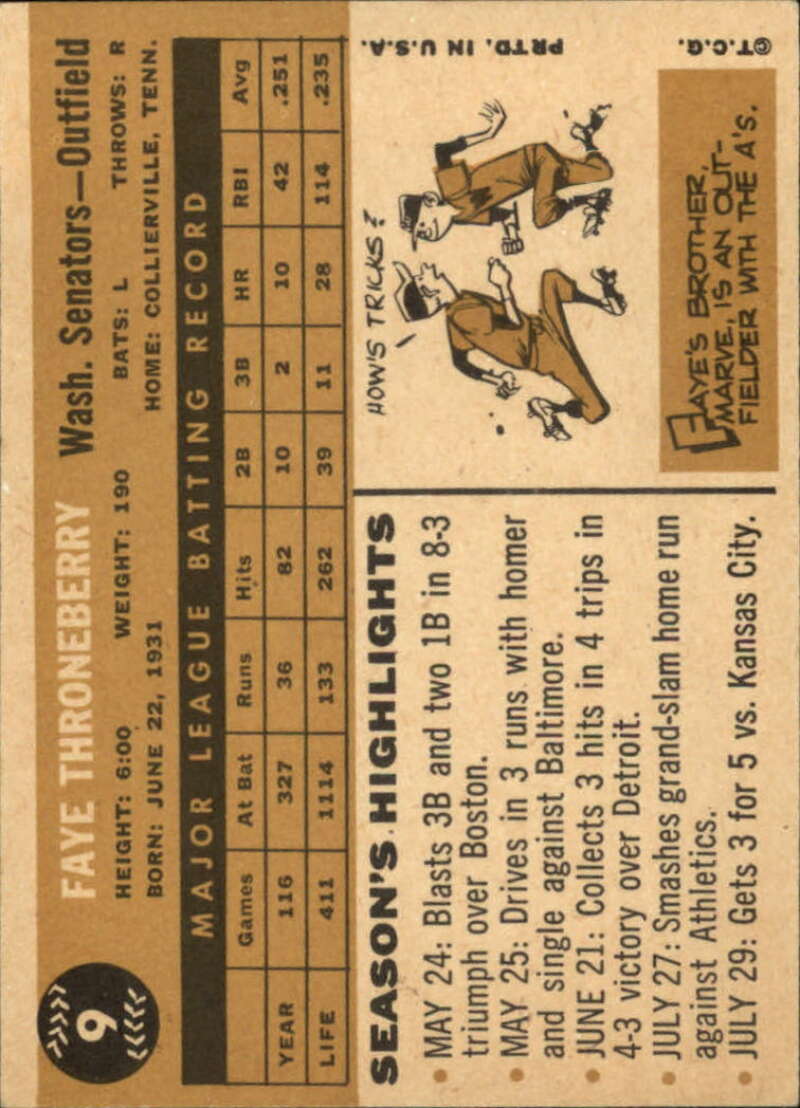 9
FAYE THRONEBERRY Wash. Senators—Outfield
HEIGHT: 6:00 WEIGHT: 190 BATS: L THROWS: R
BORN: JUNE 22, 1931 HOME: COLLIERVILLE, TENN.
MAJOR LEAGUE BATTING RECORD
Games At Bat Runs Hits 2B 3B HR RBI Avg
YEAR 116 327 36 82 10 2 10 42 .251
LIFE 411 1114 133 262 39 11 28 114 .235
SEASON'S HIGHLIGHTS
• MAY 24: Blasts 3B and two 1B in 8-3
triumph over Boston.
• MAY 25: Drives in 3 runs with homer
and single against Baltimore.
• JUNE 21: Collects 3 hits in 4 trips in
4-3 victory over Detroit.
• JULY 27: Smashes grand-slam home run
against Athletics.
• JULY 29: Gets 3 for 5 vs. Kansas City.
HOW'S TRICKS?
FAYE'S BROTHER,
MARVE, IS AN OUT-
FIELDER WITH THE A'S.
©T.C.G. PRTD. IN U.S.A.